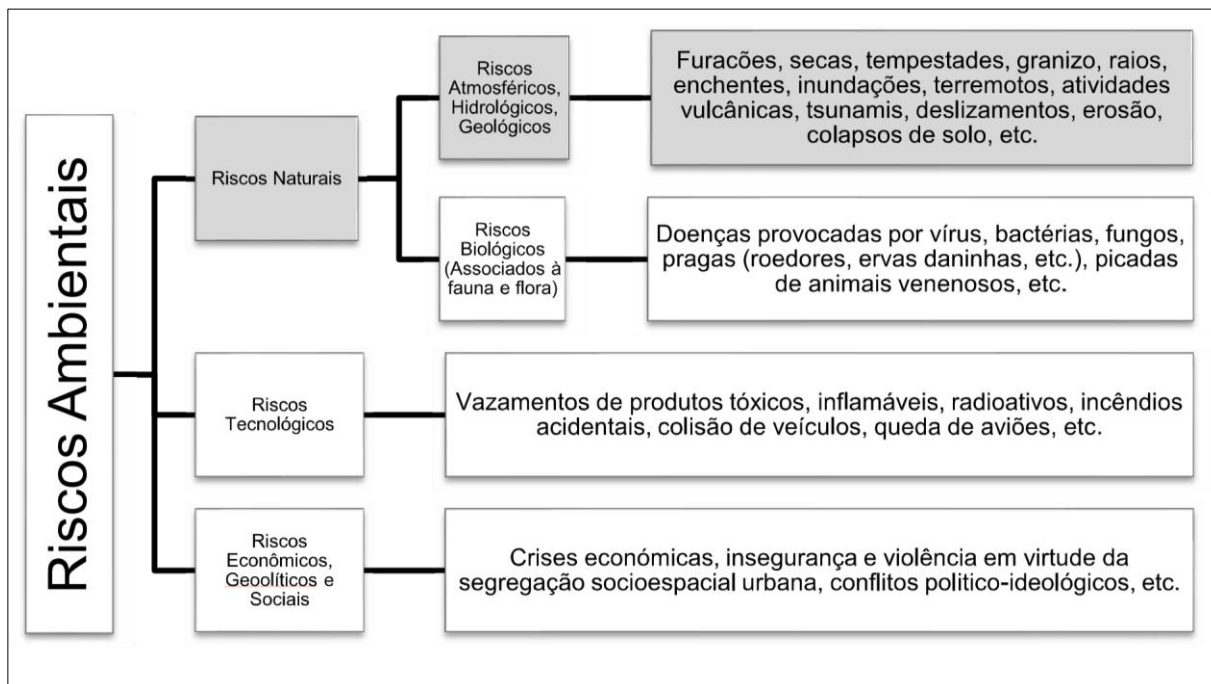 Riscos Ambientais
Riscos Naturais
Riscos
Atmosféricos,
Hidrológicos,
Geológicos
Furacões, secas, tempestades, granizo, raios,
enchentes, inundações, terremotos, atividades
vulcânicas, tsunamis, deslizamentos, erosão,
colapsos de solo, etc.
Riscos
Biológicos
(Associados à
fauna e flora)
Doenças provocadas por vírus, bactérias, fungos,
pragas (roedores, ervas daninhas, etc.), picadas
de animais venenosos, etc.
Riscos
Tecnológicos
Vazamentos de produtos tóxicos, inflamáveis, radioativos, incêndios
acidentais, colisão de veículos, queda de aviões, etc.
Riscos
Econômicos,
Geoolíticos e
Sociais
Crises económicas, insegurança e violência em virtude da
segregação socioespacial urbana, conflitos politico-ideológicos, etc.